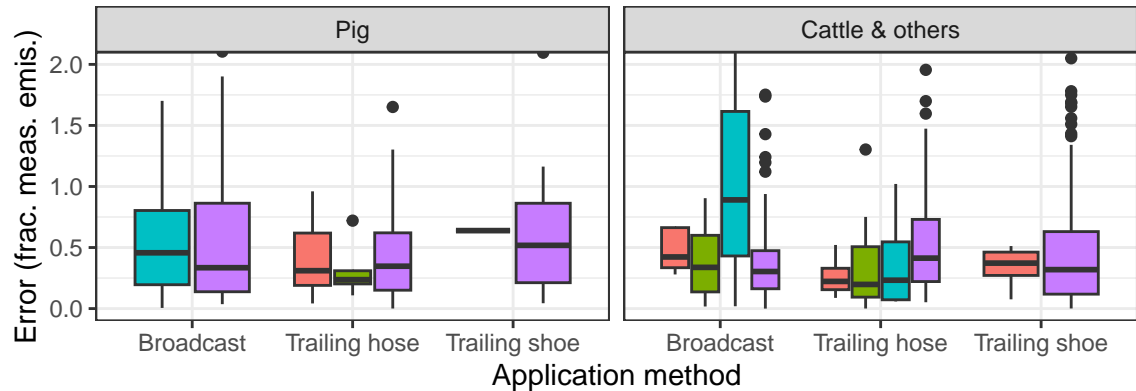 Pig
Cattle & others
Error (frac. meas. emis.)
2.0
1.5
1.0
0.5
0.0
Broadcast
Trailing hose
Trailing shoe
Broadcast
Trailing hose
Trailing shoe
Application method